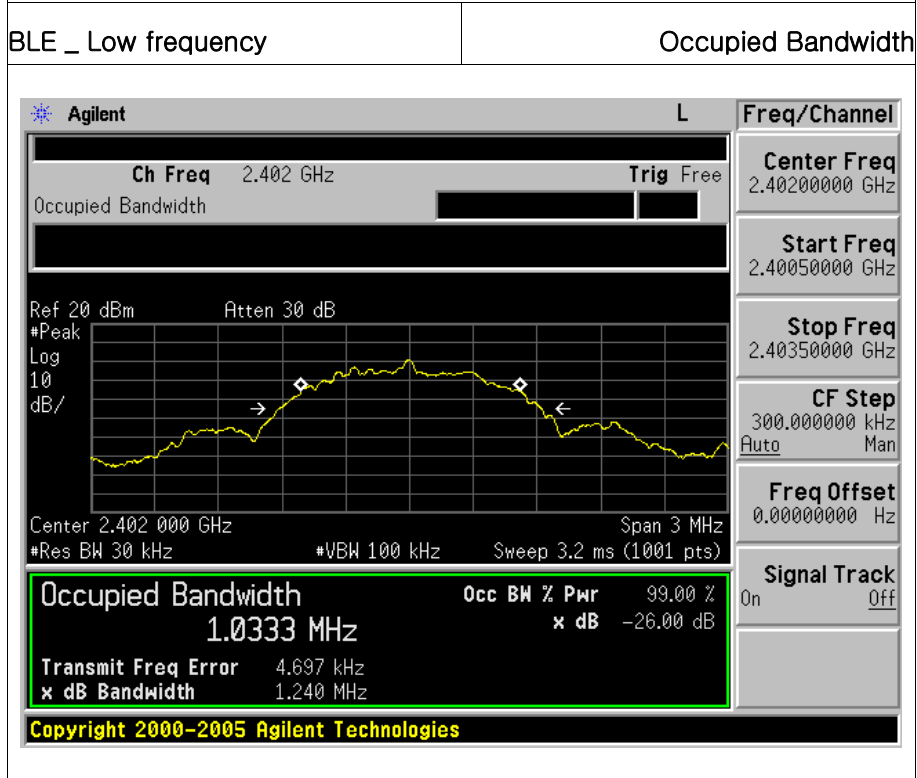 BLE _ Low frequency
Occupied Bandwidth
Agilent
L
Freq/Channel
Ch Freq 2.402 GHz
Trig Free
Occupied Bandwidth
Center Freq
2.40200000 GHz
Start Freq
2.40050000 GHz
Stop Freq
2.40350000 GHz
CF Step
300.000000 kHz
Auto Man
Freq Offset
0.00000000 Hz
Signal Track
On Off
Ref 20 dBm
Atten 30 dB
#Peak
Log
10
dB/
Center 2.402 000 GHz
Span 3 MHz
#Res BW 30 kHz
#VBW 100 kHz
Sweep 3.2 ms (1001 pts)
Occupied Bandwidth
1.0333 MHz
Occ BW % Pwr 99.00 %
x dB -26.00 dB
Transmit Freq Error 4.697 kHz
x dB Bandwidth 1.240 MHz
Copyright 2000-2005 Agilent Technologies